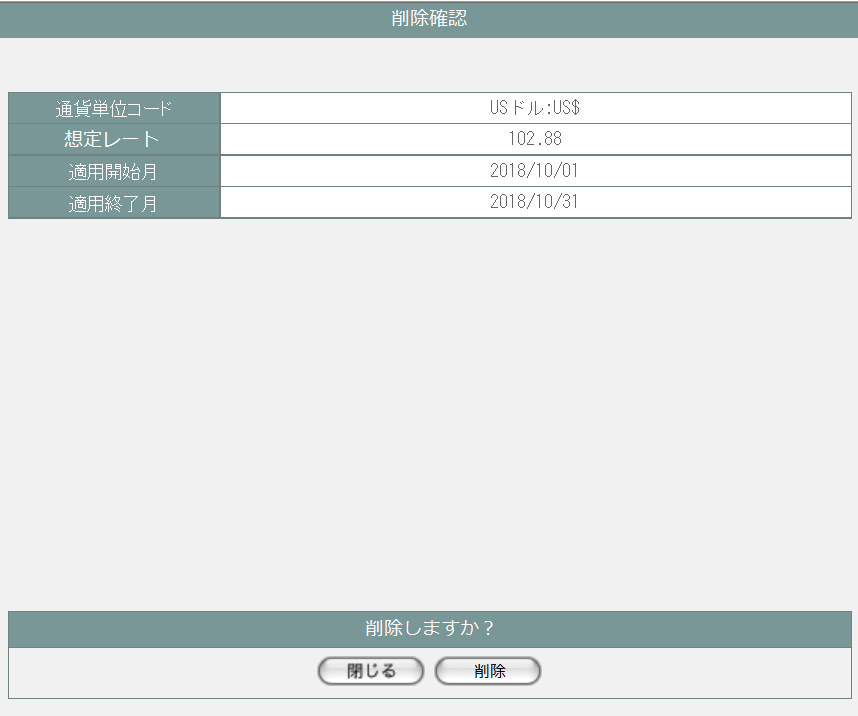 削除確認
通貨単位コード USドル:US$
想定レート 102.88
適用開始月 2018/10/01
適用終了月 2018/10/31
削除しますか？
閉じる 削除